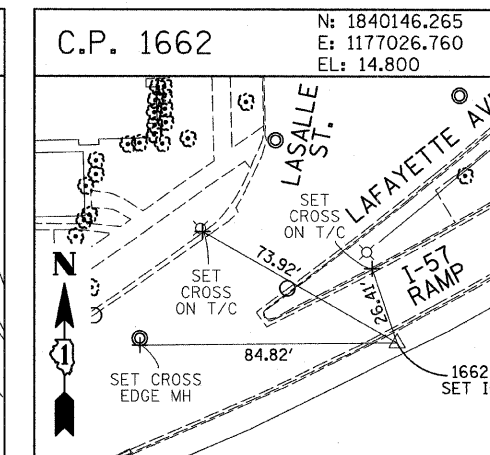 C.P. 1662
N: 1840146.265
E: 1177026.760
EL: 14.800
LASALLE
ST.
LAFAYETTE AV
SET
CROSS
ON T/C
73.92'
SET
CROSS
ON T/C
I-57
RAMP
26.41'
N
1
84.82'
SET CROSS
EDGE MH
1662
SET I